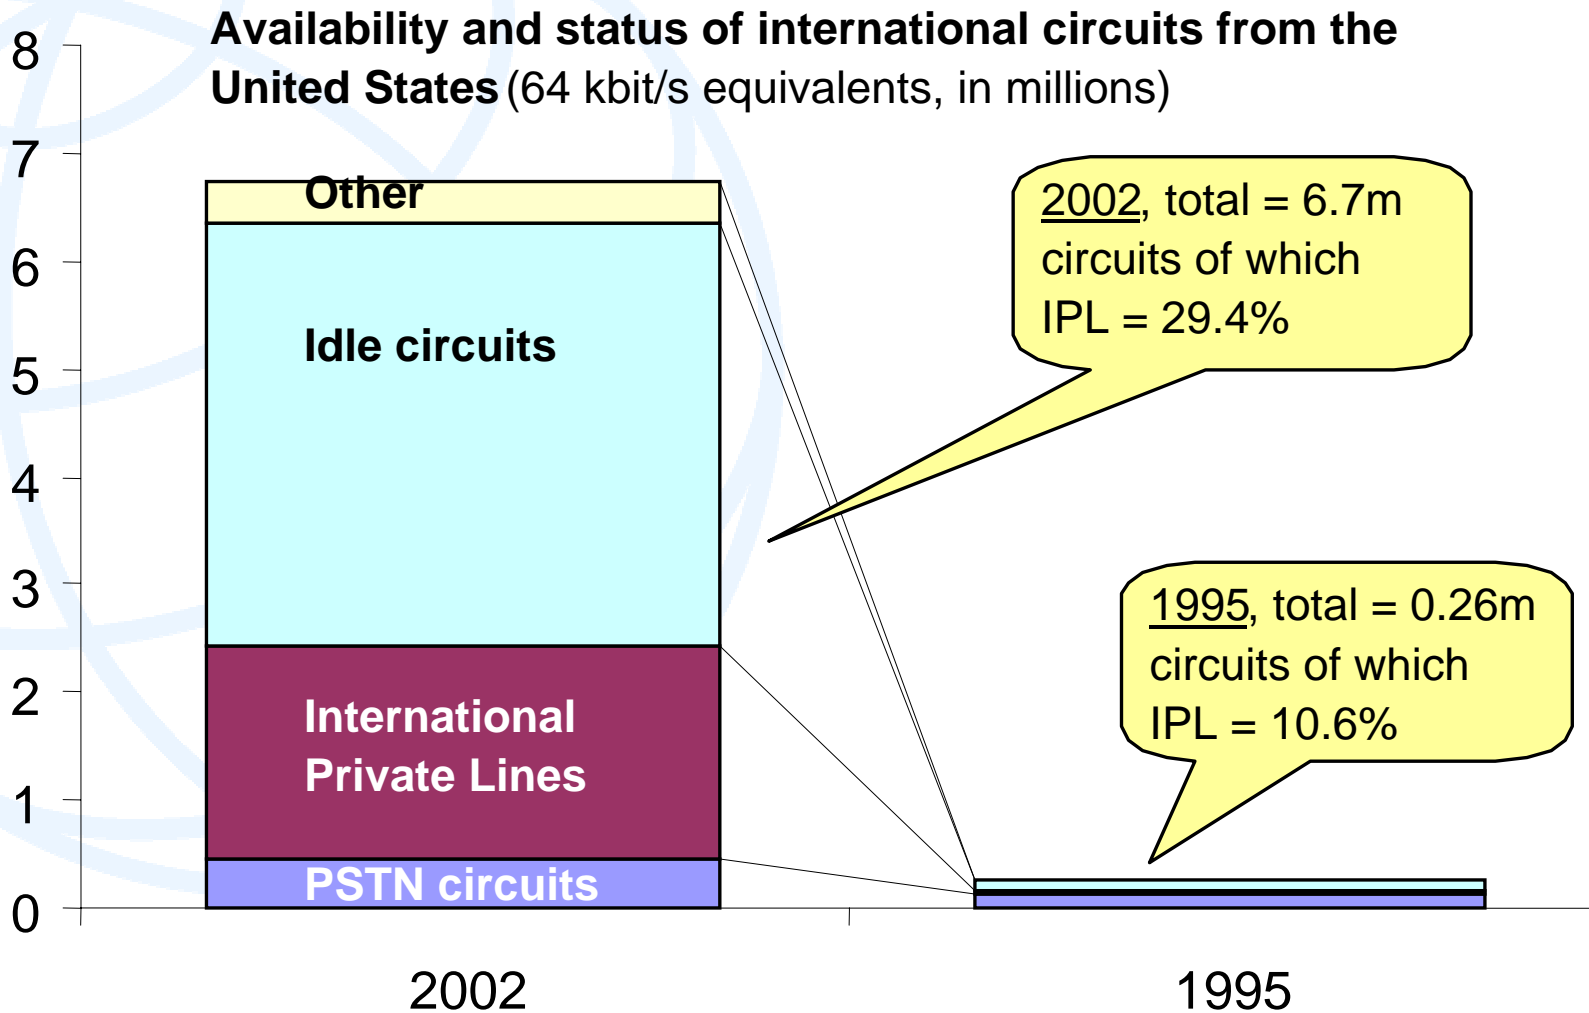 Availability and status of international circuits from the
United States (64 kbit/s equivalents, in millions)
8
7
6
5
4
3
2
1
0
Other
Idle circuits
International
Private Lines
PSTN circuits
2002, total = 6.7m
circuits of which
IPL = 29.4%
1995, total = 0.26m
circuits of which
IPL = 10.6%
2002
1995